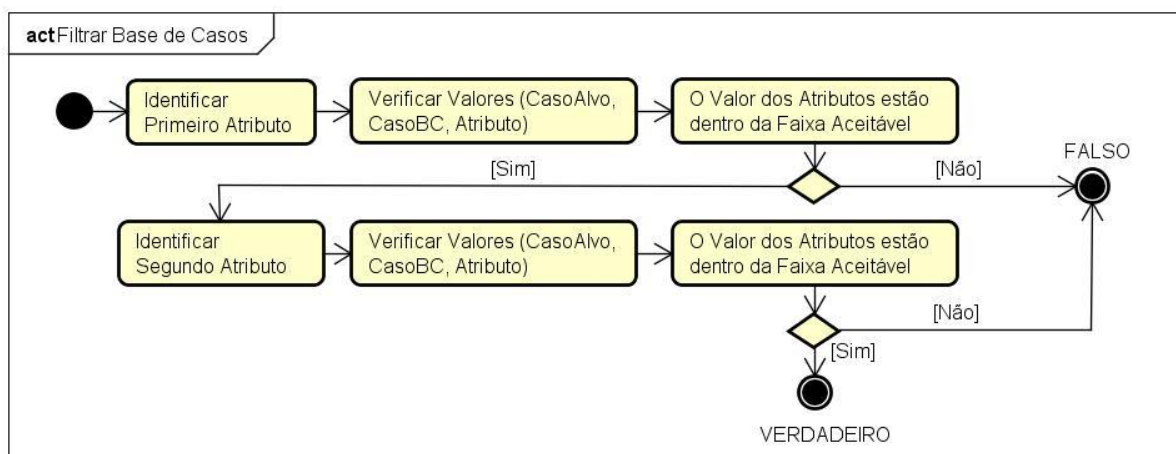 act Filtrar Base de Casos
Identificar
Primeiro Atributo
Verificar Valores (CasoAlvo,
CasoBC, Atributo)
O Valor dos Atributos estão
dentro da Faixa Aceitável
FALSO
[Sim]
[Não]
Identificar
Segundo Atributo
Verificar Valores (CasoAlvo,
CasoBC, Atributo)
O Valor dos Atributos estão
dentro da Faixa Aceitável
[Não]
[Sim]
VERDADEIRO